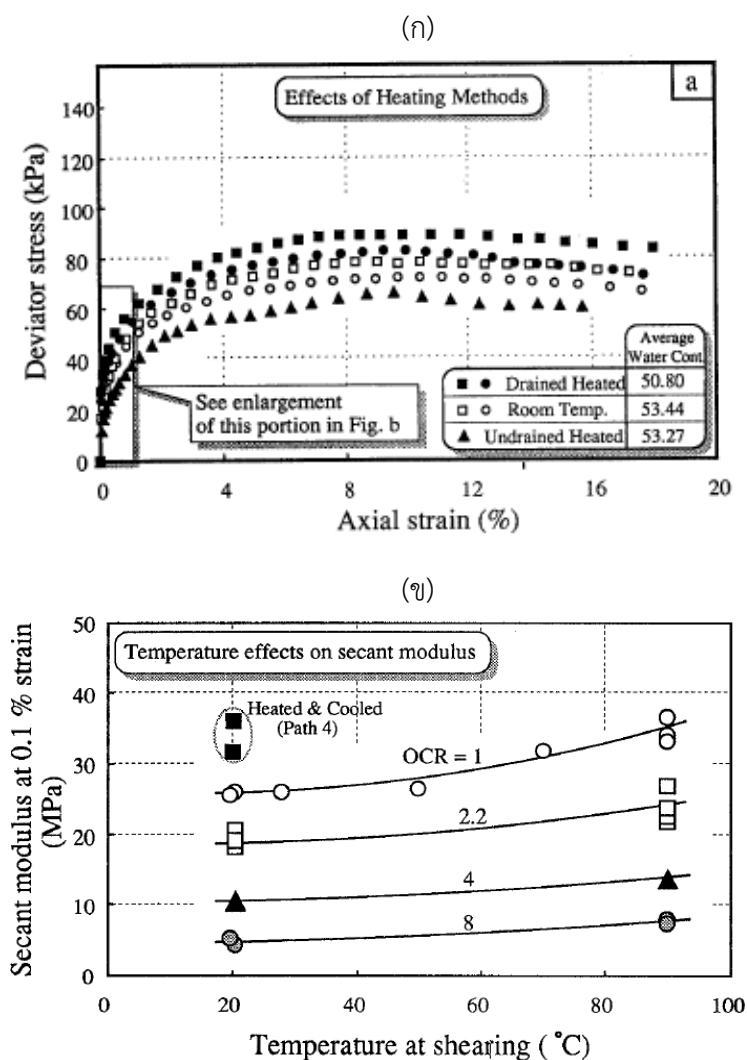 (ก)
Effects of Heating Methods
a
Deviator stress (kPa)
140
120
100
80
60
40
20
0
See enlargement
of this portion in Fig. b
Average
Water Cont.
Drained Heated 50.80
Room Temp. 53.44
Undrained Heated 53.27
0 4 8 12 16 20
Axial strain (%)
(ข)
Secant modulus at 0.1 % strain
(MPa)
50
40
30
20
10
0
Temperature effects on secant modulus
Heated & Cooled
(Path 4)
OCR = 1
2.2
4
8
0 20 40 60 80 100
Temperature at shearing ( °C)